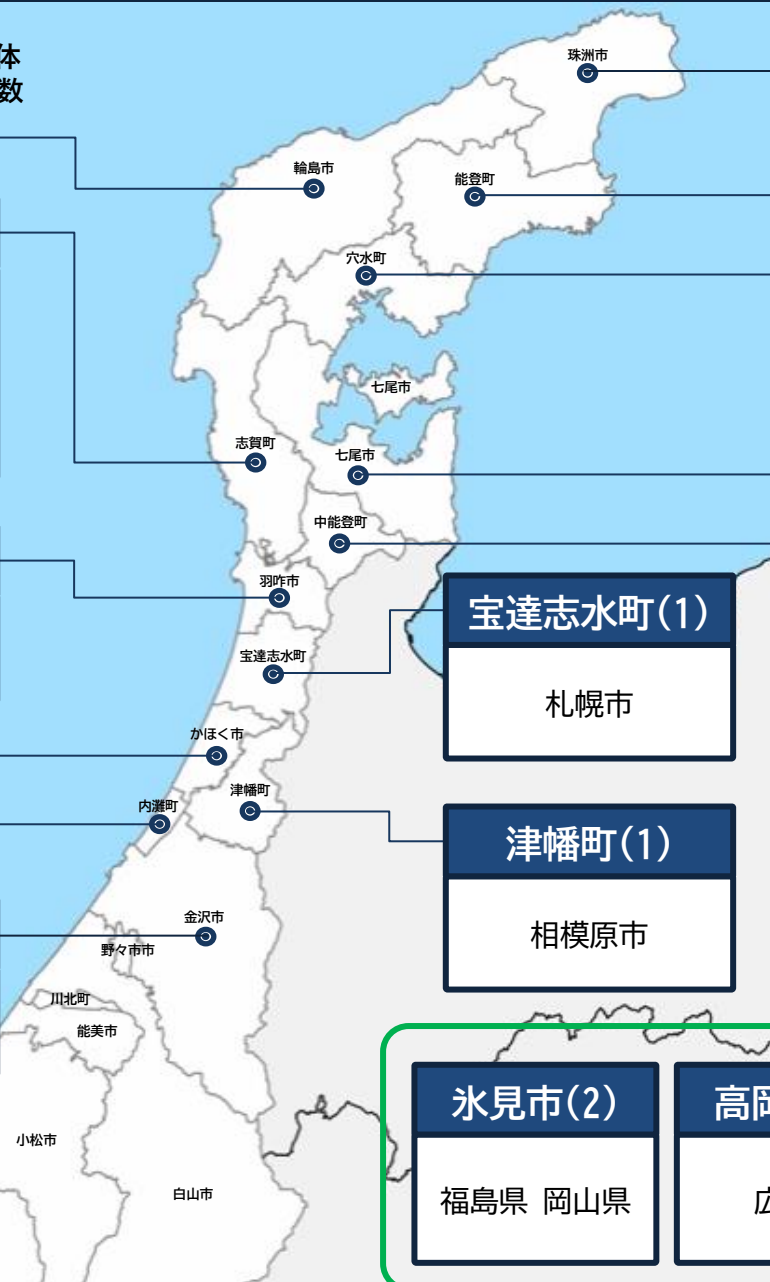 体
数
珠洲市
輪島市
能登町
穴水町
七尾市
志賀町
七尾市
中能登町
羽咋市
宝達志水町(1)
札幌市
宝達志水町
かほく市
津幡町
内灘町
津幡町(1)
相模原市
金沢市
野々市市
川北町
能美市
氷見市(2)
高岡
福島県 岡山県
広
小松市
白山市